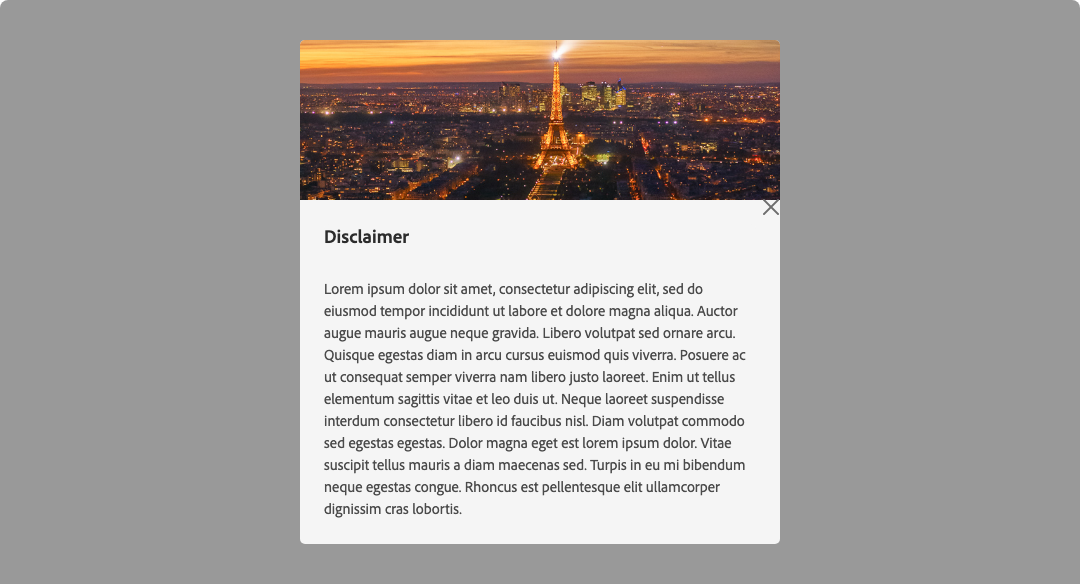 Disclaimer
Lorem ipsum dolor sit amet, consectetur adipiscing elit, sed do
eiusmod tempor incididunt ut labore et dolore magna aliqua. Auctor
augue mauris augue neque gravida. Libero volutpat sed ornare arcu.
Quisque egestas diam in arcu cursus euismod quis viverra. Posuere ac
ut consequat semper viverra nam libero justo laoreet. Enim ut tellus
elementum sagittis vitae et leo duis ut. Neque laoreet suspendisse
interdum consectetur libero id faucibus nisl. Diam volutpat commodo
sed egestas egestas. Dolor magna eget est lorem ipsum dolor. Vitae
suscipit tellus mauris a diam maecenas sed. Turpis in eu mi bibendum
neque egestas congue. Rhoncus est pellentesque elit ullamcorper
dignissim cras lobortis.